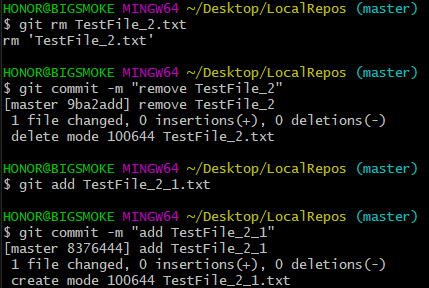 HONOR@BIGSMOKE MINGW64 ~/Desktop/LocalRepos (master)
$ git rm TestFile_2.txt
rm 'TestFile_2.txt'
HONOR@BIGSMOKE MINGW64 ~/Desktop/LocalRepos (master)
$ git commit -m "remove TestFile_2"
[master 9ba2add] remove TestFile_2
 1 file changed, 0 insertions(+), 0 deletions(-)
 delete mode 100644 TestFile_2.txt
HONOR@BIGSMOKE MINGW64 ~/Desktop/LocalRepos (master)
$ git add TestFile_2_1.txt
HONOR@BIGSMOKE MINGW64 ~/Desktop/LocalRepos (master)
$ git commit -m "add TestFile_2_1"
[master 8376444] add TestFile_2_1
 1 file changed, 0 insertions(+), 0 deletions(-)
 create mode 100644 TestFile_2_1.txt